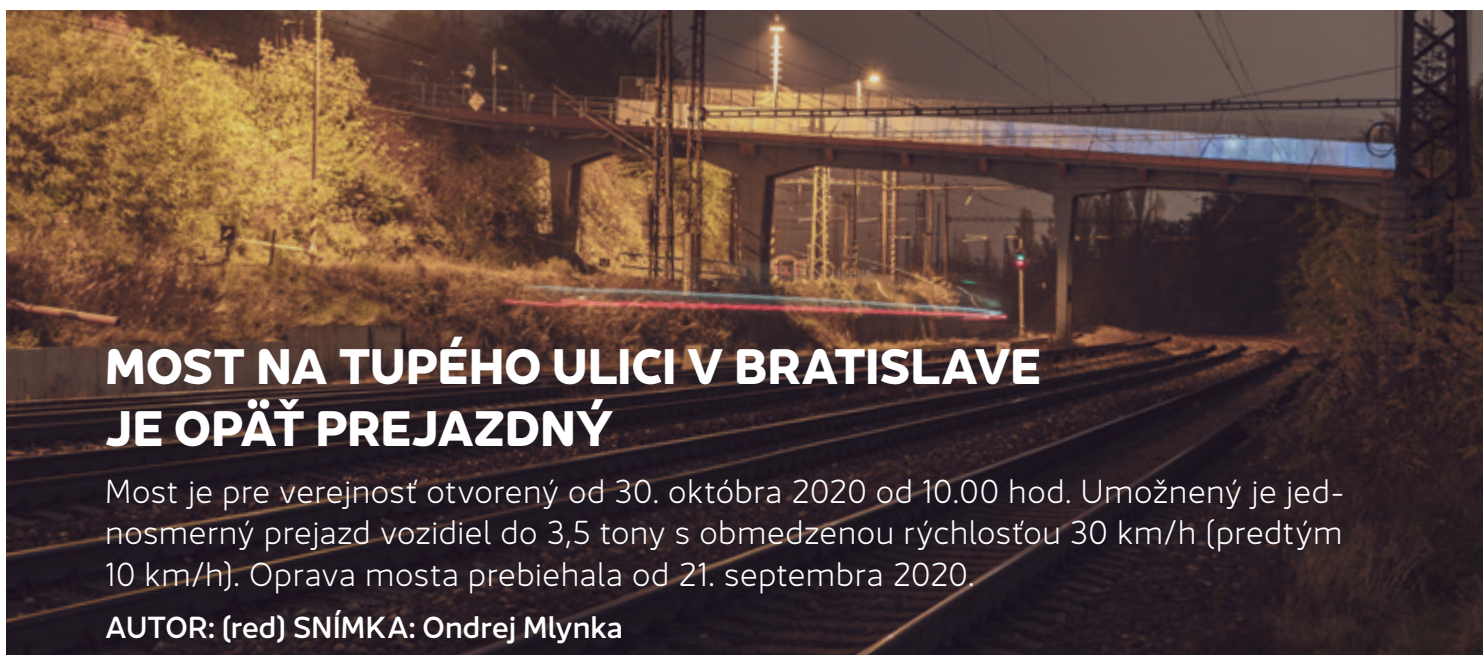 MOST NA TUPÉHO ULICI V BRATISLAVE
JE OPÄŤ PREJAZDNÝ
Most je pre verejnosť otvorený od 30. októbra 2020 od 10.00 hod. Umožnený je jed-
nosmerný prejazd vozidiel do 3,5 tony s obmedzenou rýchlosťou 30 km/h (predtým
10 km/h). Oprava mosta prebiehala od 21. septembra 2020.
AUTOR: (red) SNÍMKA: Ondrej Mlynka